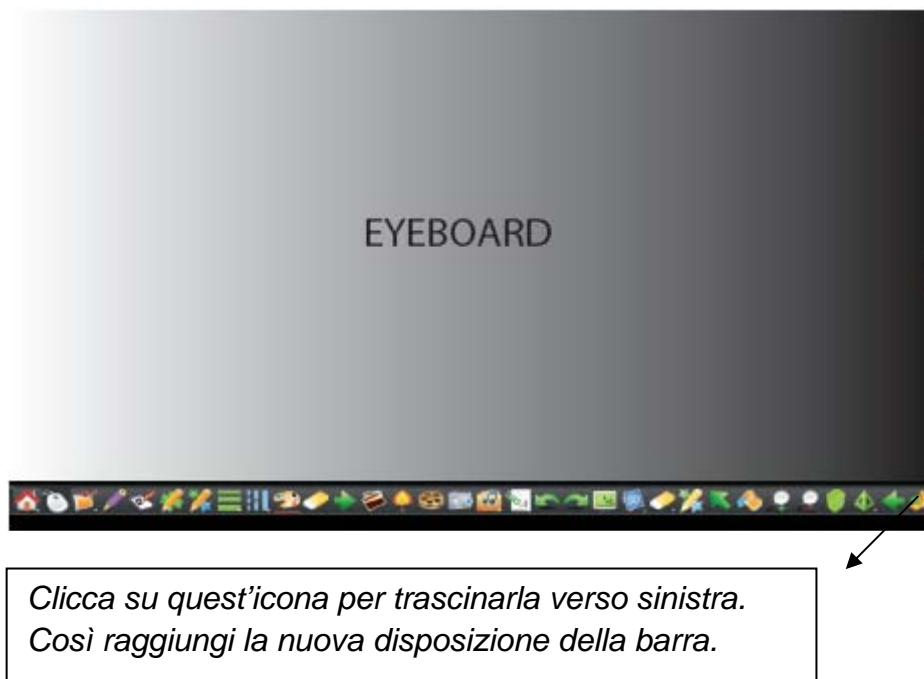 EYEBOARD
Clicca su quest'icona per trascinarla verso sinistra.
Così raggiungi la nuova disposizione della barra.